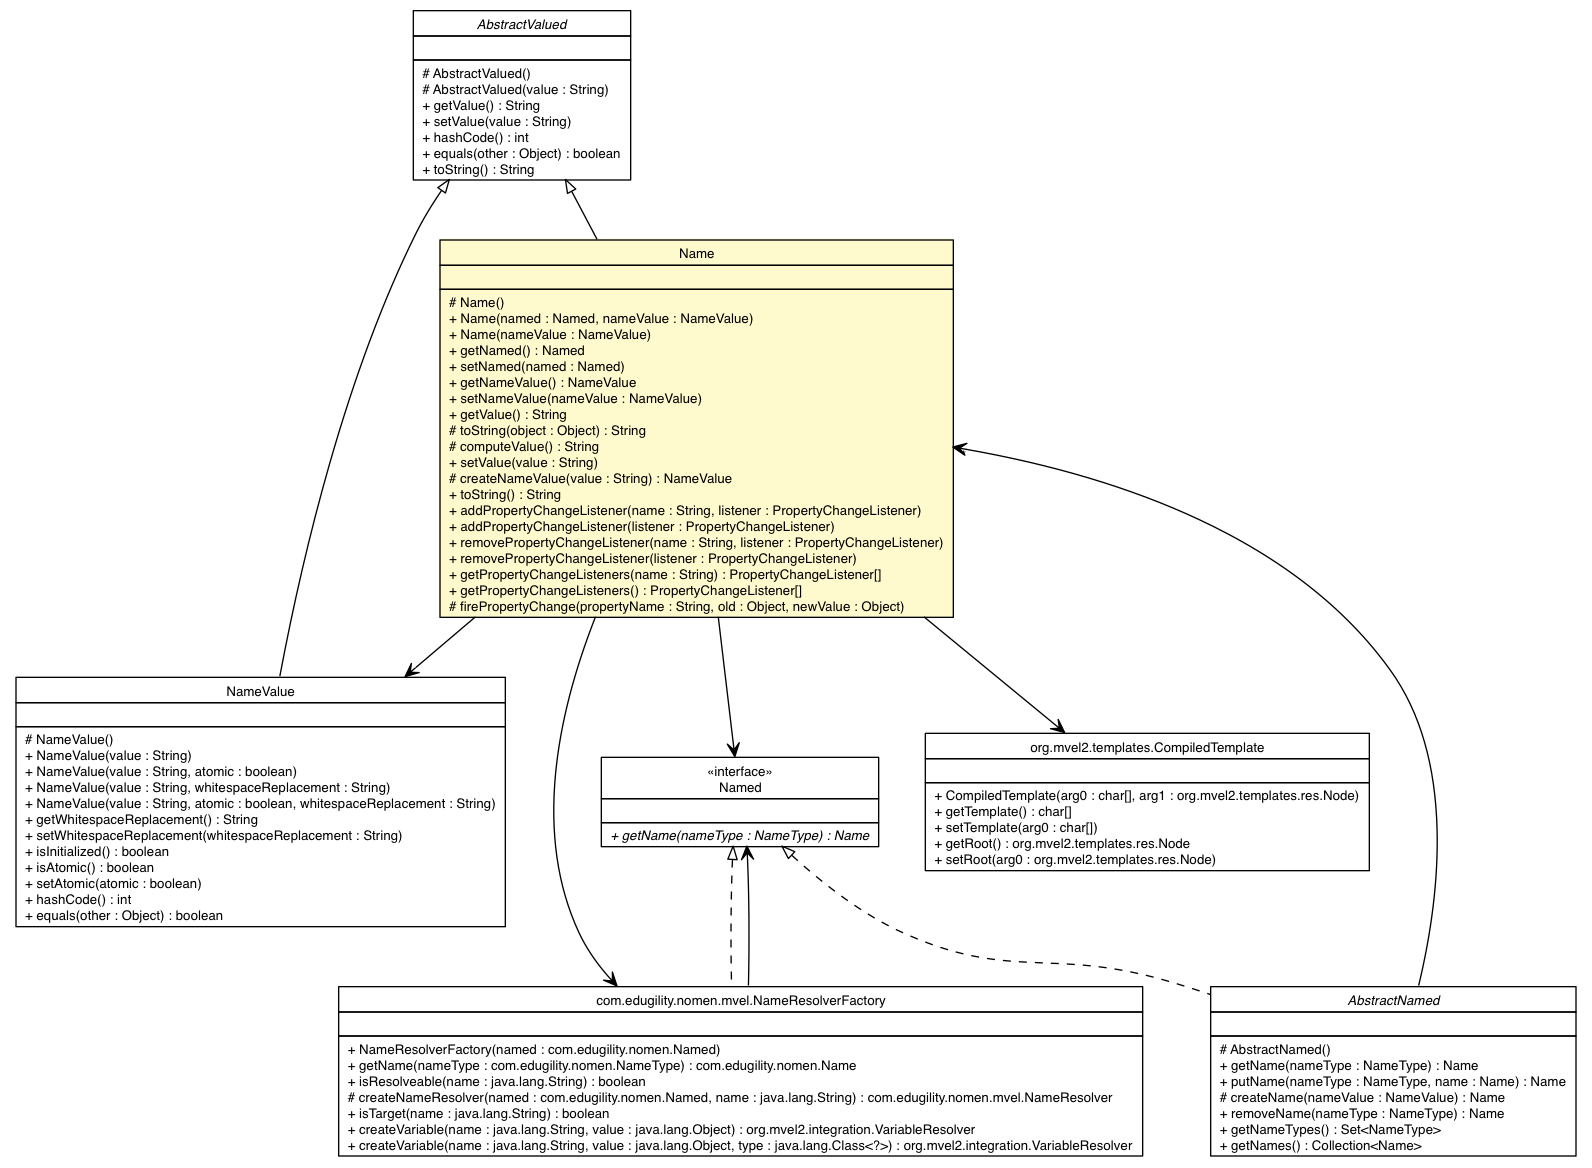 AbstractValued
# AbstractValued()
# AbstractValued(value : String)
+ getValue() : String
+ setValue(value : String)
+ hashCode() : int
+ equals(other : Object) : boolean
+ toString() : String
Name
# Name()
+ Name(named : Named, nameValue : NameValue)
+ Name(nameValue : NameValue)
+ getNamed() : Named
+ setNamed(named : Named)
+ getNameValue() : NameValue
+ setNameValue(nameValue : NameValue)
+ getValue() : String
# toString(object : Object) : String
# computeValue() : String
+ setValue(value : String)
# createNameValue(value : String) : NameValue
+ toString() : String
+ addPropertyChangeListener(name : String, listener : PropertyChangeListener)
+ addPropertyChangeListener(listener : PropertyChangeListener)
+ removePropertyChangeListener(name : String, listener : PropertyChangeListener)
+ removePropertyChangeListener(listener : PropertyChangeListener)
+ getPropertyChangeListeners(name : String) : PropertyChangeListener[]
+ getPropertyChangeListeners() : PropertyChangeListener[]
# firePropertyChange(propertyName : String, old : Object, newValue : Object)
NameValue
# NameValue()
+ NameValue(value : String)
+ NameValue(value : String, atomic : boolean)
+ NameValue(value : String, whitespaceReplacement : String)
+ NameValue(value : String, atomic : boolean, whitespaceReplacement : String)
+ getWhitespaceReplacement() : String
+ setWhitespaceReplacement(whitespaceReplacement : String)
+ isInitialized() : boolean
+ isAtomic() : boolean
+ setAtomic(atomic : boolean)
+ hashCode() : int
+ equals(other : Object) : boolean
«interface»
Named
+ getName(nameType : NameType) : Name
org.mvel2.templates.CompiledTemplate
+ CompiledTemplate(arg0 : char[], arg1 : org.mvel2.templates.res.Node)
+ getTemplate() : char[]
+ setTemplate(arg0 : char[])
+ getRoot() : org.mvel2.templates.res.Node
+ setRoot(arg0 : org.mvel2.templates.res.Node)
com.edugility.nomen.mvel.NameResolverFactory
+ NameResolverFactory(named : com.edugility.nomen.Named)
+ getName(nameType : com.edugility.nomen.NameType) : com.edugility.nomen.Name
+ isResolveable(name : java.lang.String) : boolean
# createNameResolver(named : com.edugility.nomen.Named, name : java.lang.String) : com.edugility.nomen.mvel.NameResolver
+ isTarget(name : java.lang.String) : boolean
+ createVariable(name : java.lang.String, value : java.lang.Object) : org.mvel2.integration.VariableResolver
+ createVariable(name : java.lang.String, value : java.lang.Object, type : java.lang.Class<?>) : org.mvel2.integration.VariableResolver
AbstractNamed
# AbstractNamed()
+ getName(nameType : NameType) : Name
+ putName(nameType : NameType, name : Name) : Name
# createName(nameValue : NameValue) : Name
+ removeName(nameType : NameType) : Name
+ getNameTypes() : Set<NameType>
+ getNames() : Collection<Name>